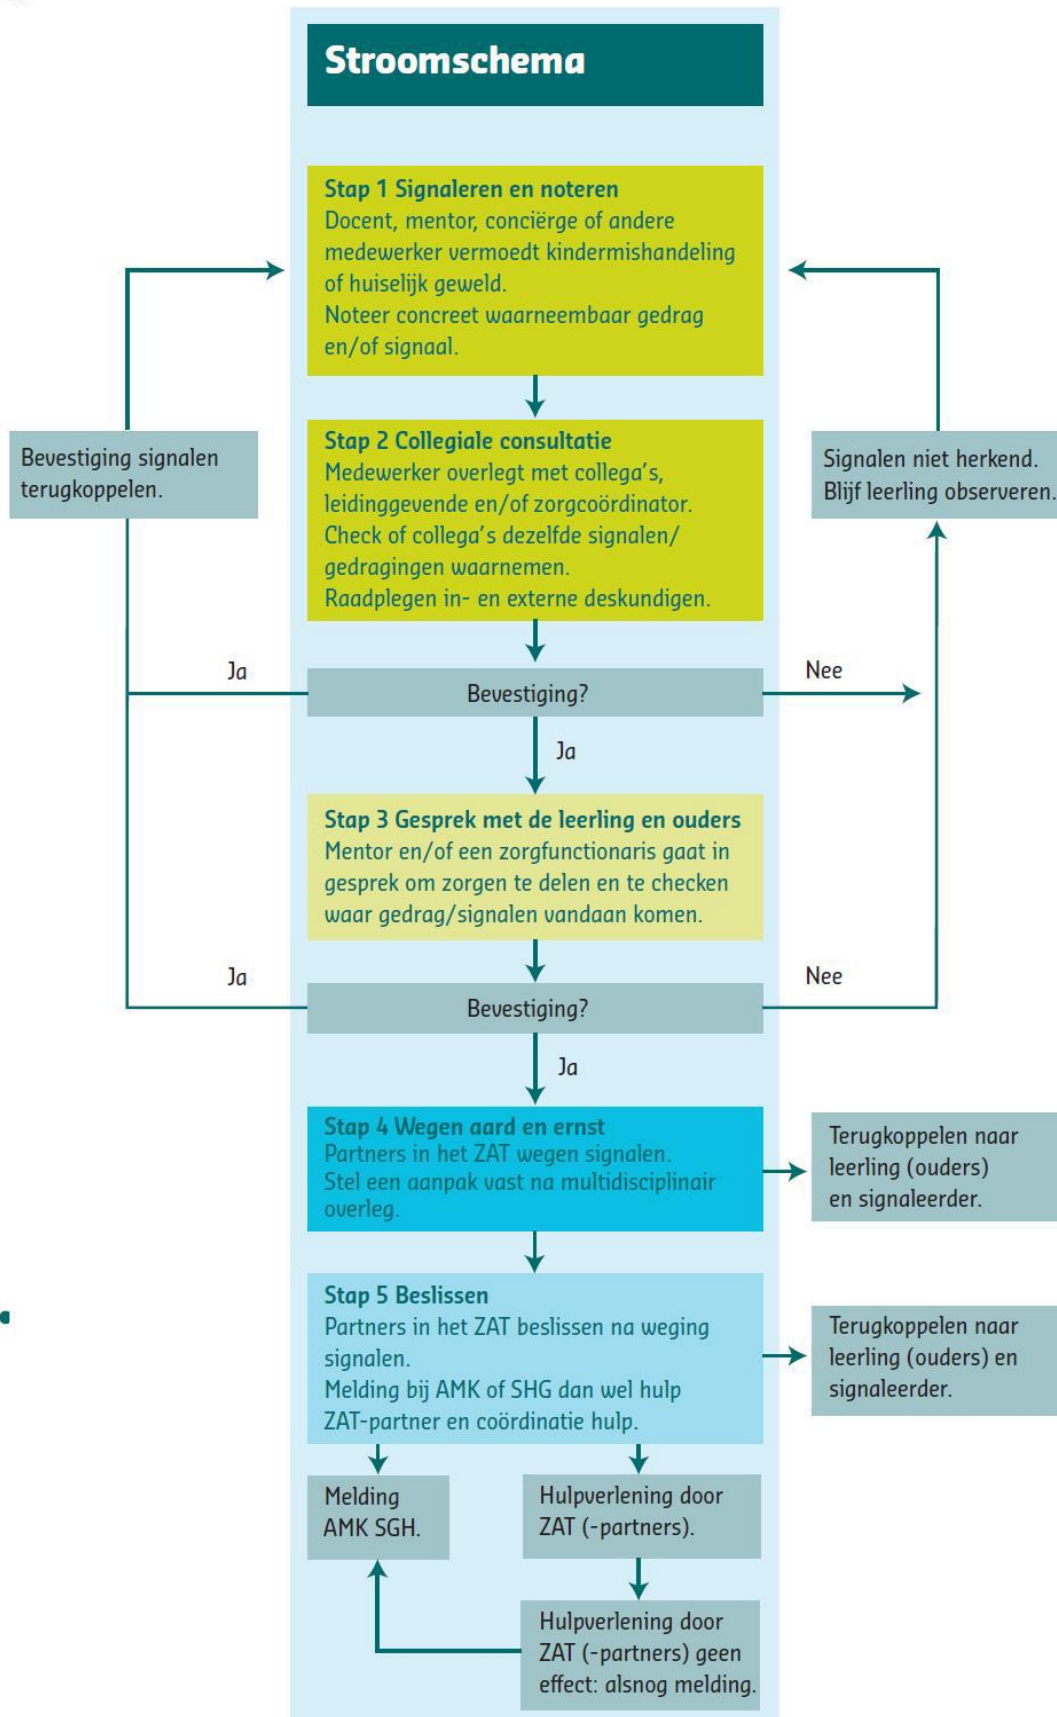 Stroomschema
Stap 1 Signaleren en noteren
Docent, mentor, conciërge of andere
medewerker vermoedt kindermishandeling
of huiselijk geweld.
Noteer concreet waarneembaar gedrag
en/of signaal.
Stap 2 Collegiale consultatie
Medewerker overlegt met collega's,
leidinggevende en/of zorgcoördinator.
Check of collega's dezelfde signalen/
gedragingen waarnemen.
Raadplegen in- en externe deskundigen.
Bevestiging signalen
terugkoppelen.
Signalen niet herkend.
Blijf leerling observeren.
Ja
Bevestiging?
Nee
Ja
Stap 3 Gesprek met de leerling en ouders
Mentor en/of een zorgfunctionaris gaat in
gesprek om zorgen te delen en te checken
waar gedrag/signalen vandaan komen.
Ja
Bevestiging?
Nee
Ja
Stap 4 Wegen aard en ernst
Partners in het ZAT wegen signalen.
Stel een aanpak vast na multidisciplinair
overleg.
Terugkoppelen naar
leerling (ouders)
en signaleerder.
Stap 5 Beslissen
Partners in het ZAT beslissen na weging
signalen.
Melding bij AMK of SHG dan wel hulp
ZAT-partner en coördinatie hulp.
Terugkoppelen naar
leerling (ouders) en
signaleerder.
Melding
AMK SGH.
Hulpverlening door
ZAT (-partners).
Hulpverlening door
ZAT (-partners) geen
effect: alsnog melding.